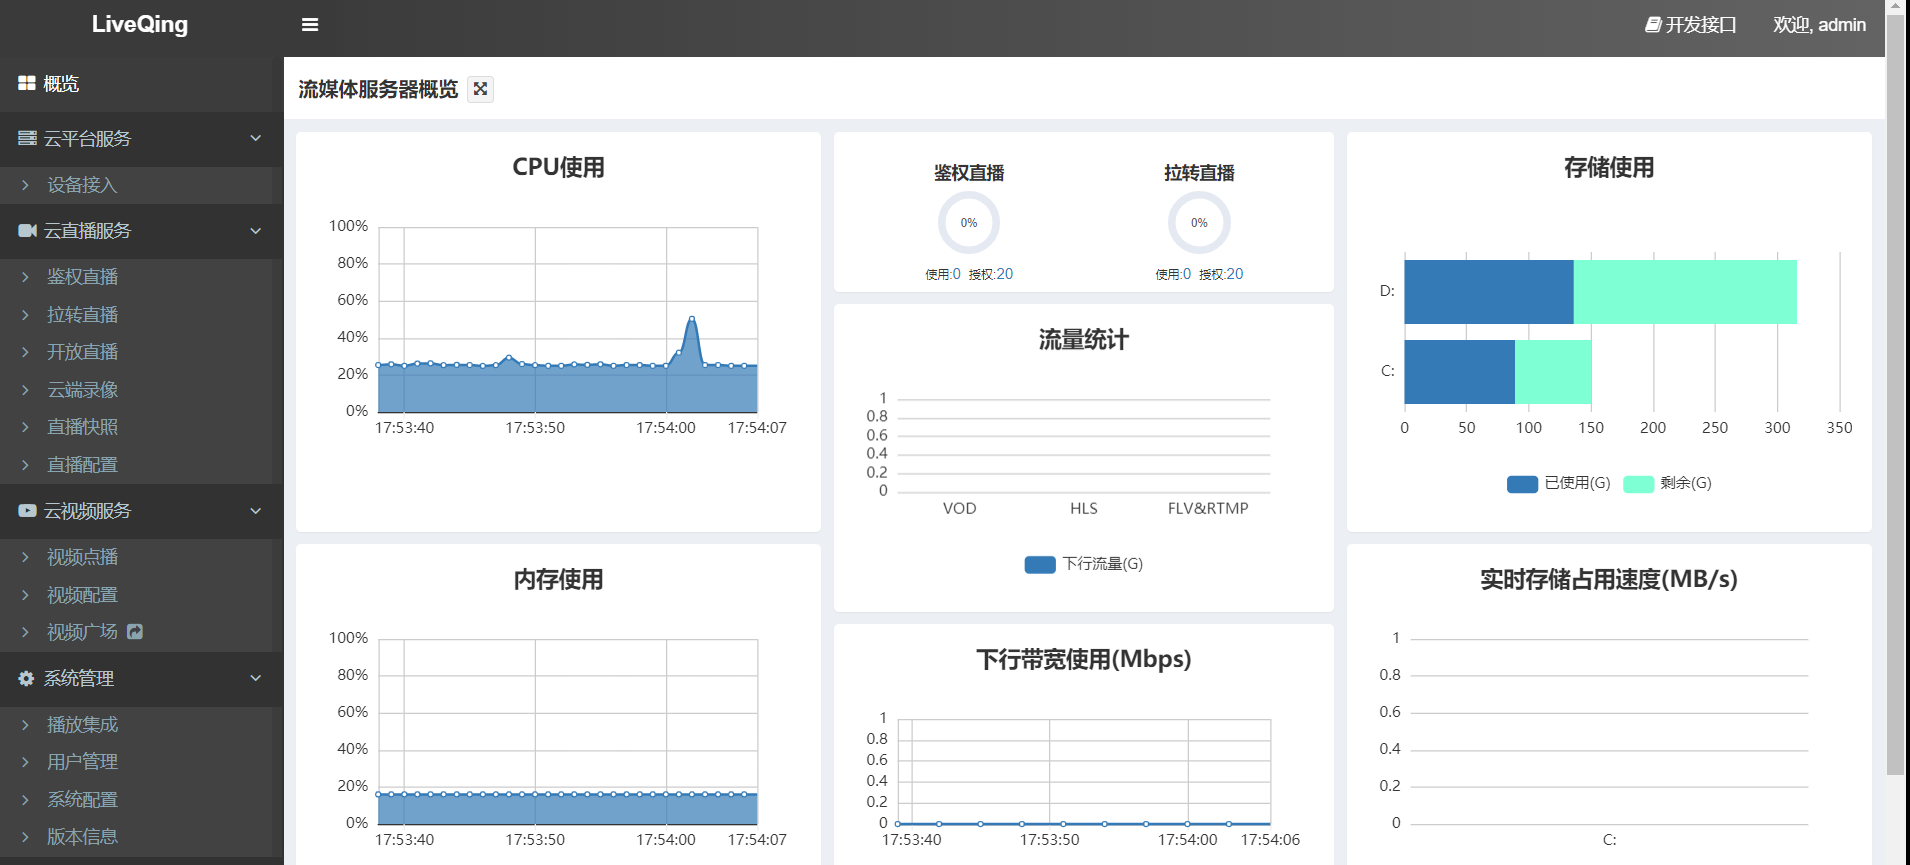 LiveQing
开发接口
欢迎, admin
概览
云平台服务
设备接入
云直播服务
鉴权直播
拉转直播
开放直播
云端录像
直播快照
直播配置
云视频服务
视频点播
视频配置
视频广场
系统管理
播放集成
用户管理
系统配置
版本信息
流媒体服务器概览
CPU使用
100%
80%
60%
40%
20%
0%
17:53:40 17:53:50 17:54:00 17:54:07
内存使用
100%
80%
60%
40%
20%
0%
17:53:40 17:53:50 17:54:00 17:54:07
鉴权直播 拉转直播
0% 0%
使用:0 授权:20 使用:0 授权:20
流量统计
1
0.8
0.6
0.4
0.2
0
VOD HLS FLV&RTMP
下行流量(G)
下行带宽使用(Mbps)
1
0.8
0.6
0.4
0.2
0
17:53:40 17:53:50 17:54:00 17:54:06
存储使用
D:
C:
0 50 100 150 200 250 300 350
已使用(G) 剩余(G)
实时存储占用速度(MB/s)
1
0.8
0.6
0.4
0.2
0
C: